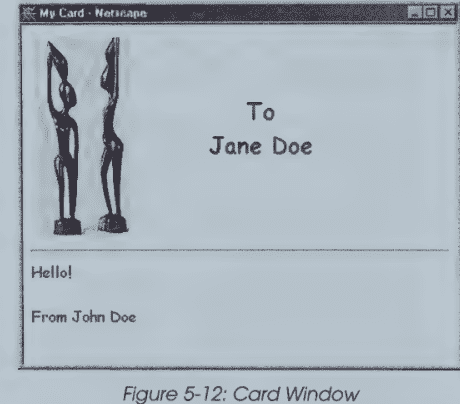 My Card - Netscape
To
Jane Doe
Hello!
From John Doe
Figure 5-12: Card Window